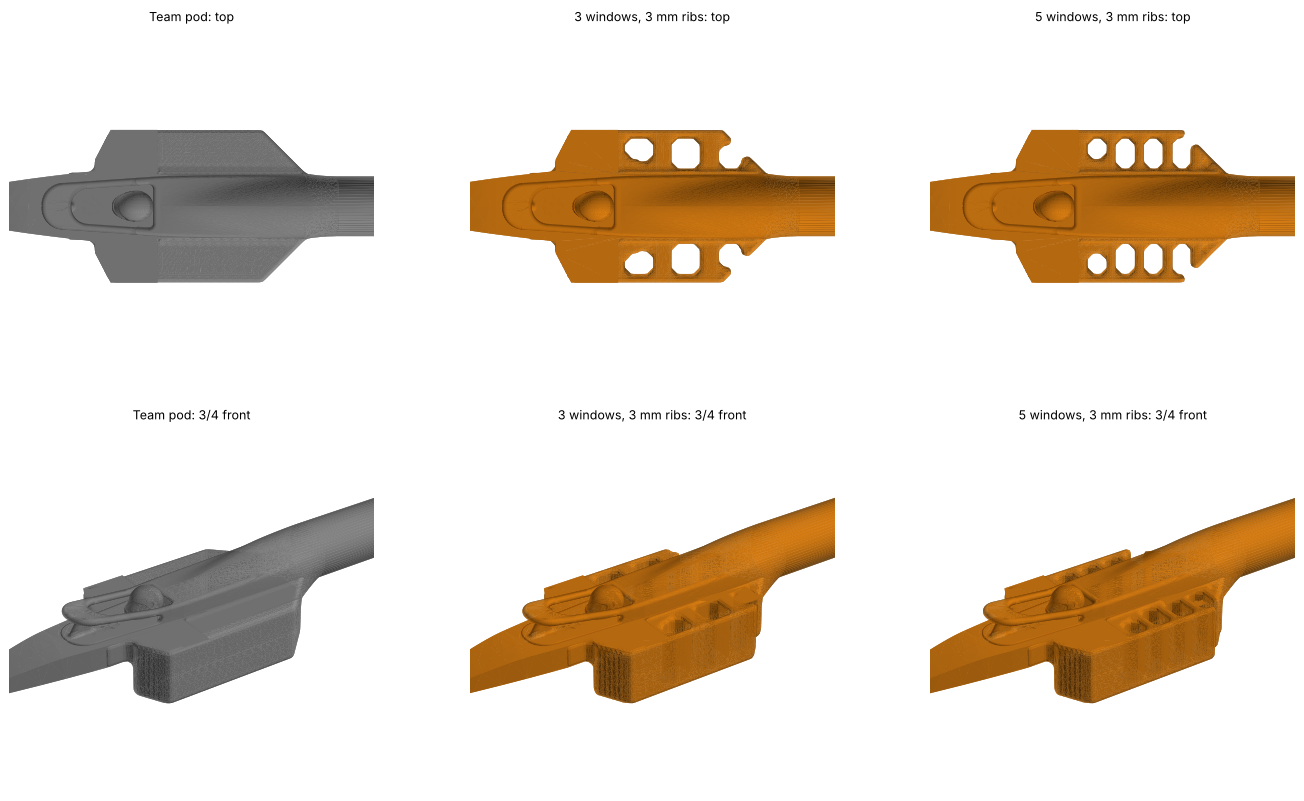 Team pod: top
3 windows, 3 mm ribs: top
5 windows, 3 mm ribs: top
Team pod: 3/4 front
3 windows, 3 mm ribs: 3/4 front
5 windows, 3 mm ribs: 3/4 front